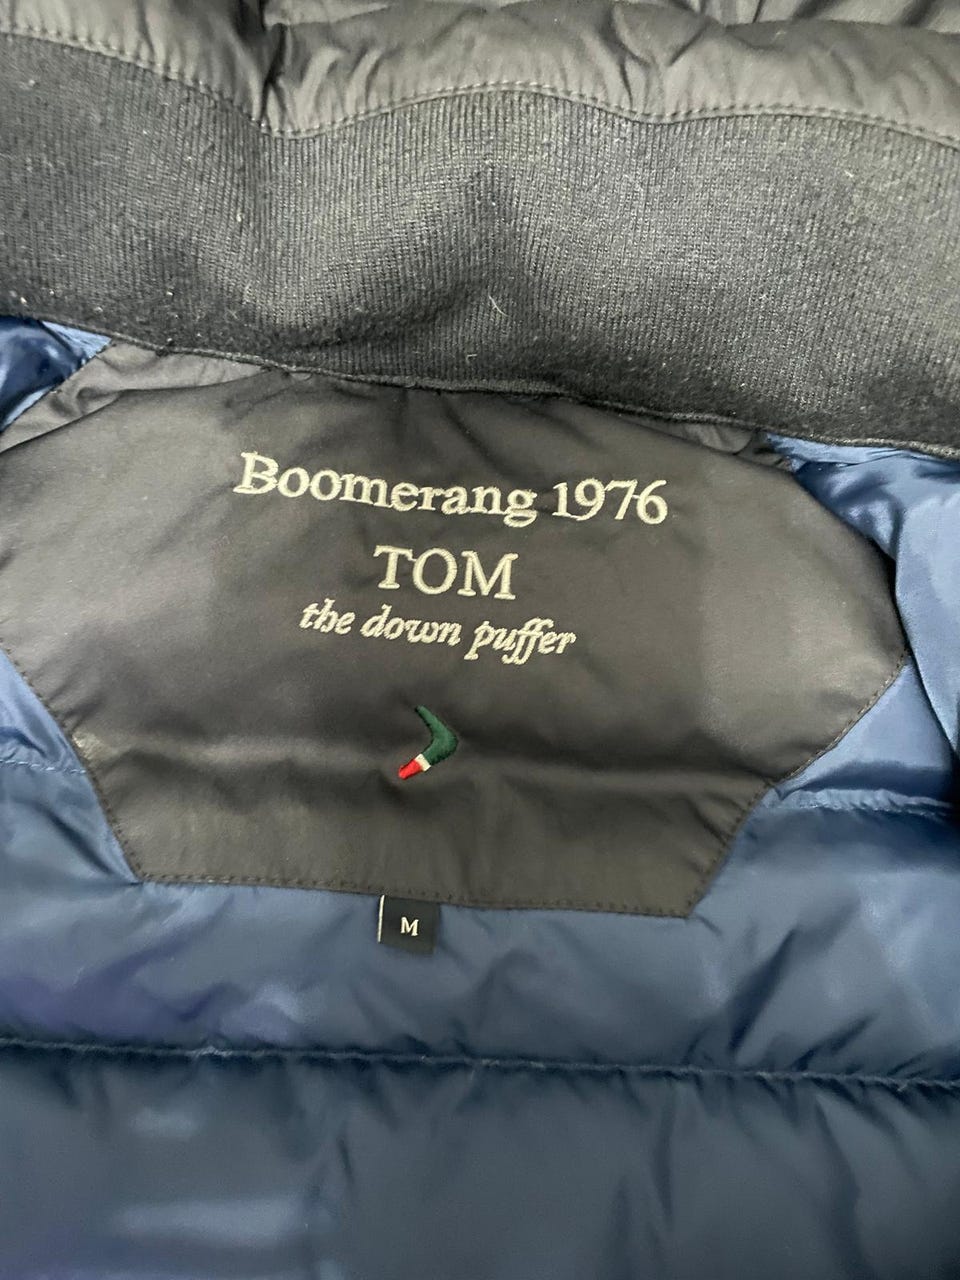 Boomerang 1976
TOM
the down puffer
M